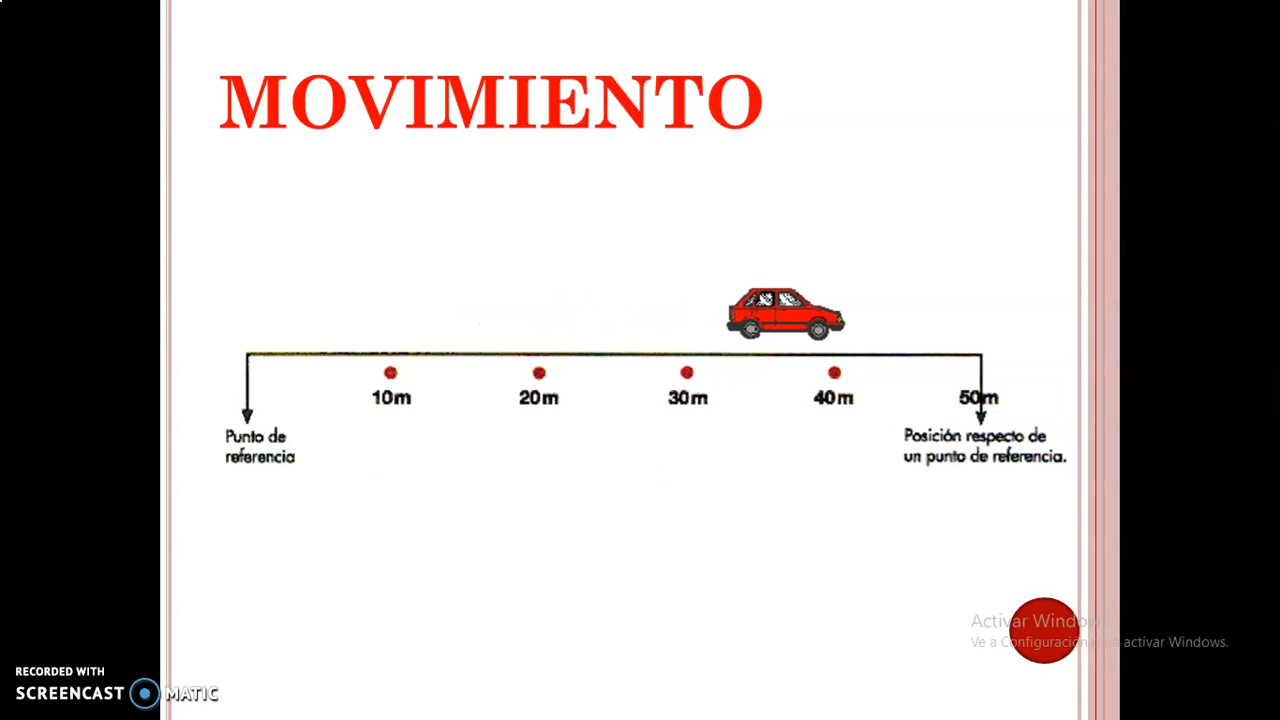 MOVIMIENTO
10m 20m 30m 40m 50m
Punto de
referencia
Posición respecto de
un punto de referencia.
Activar Windows
Ve a Configuración para activar Windows.
RECORDED WITH
SCREENCAST MATIC